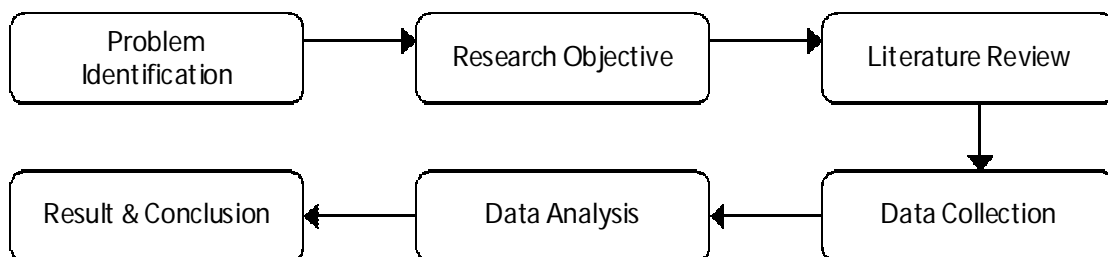 Problem
Identification
Research Objective
Literature Review
Data Collection
Data Analysis
Result & Conclusion